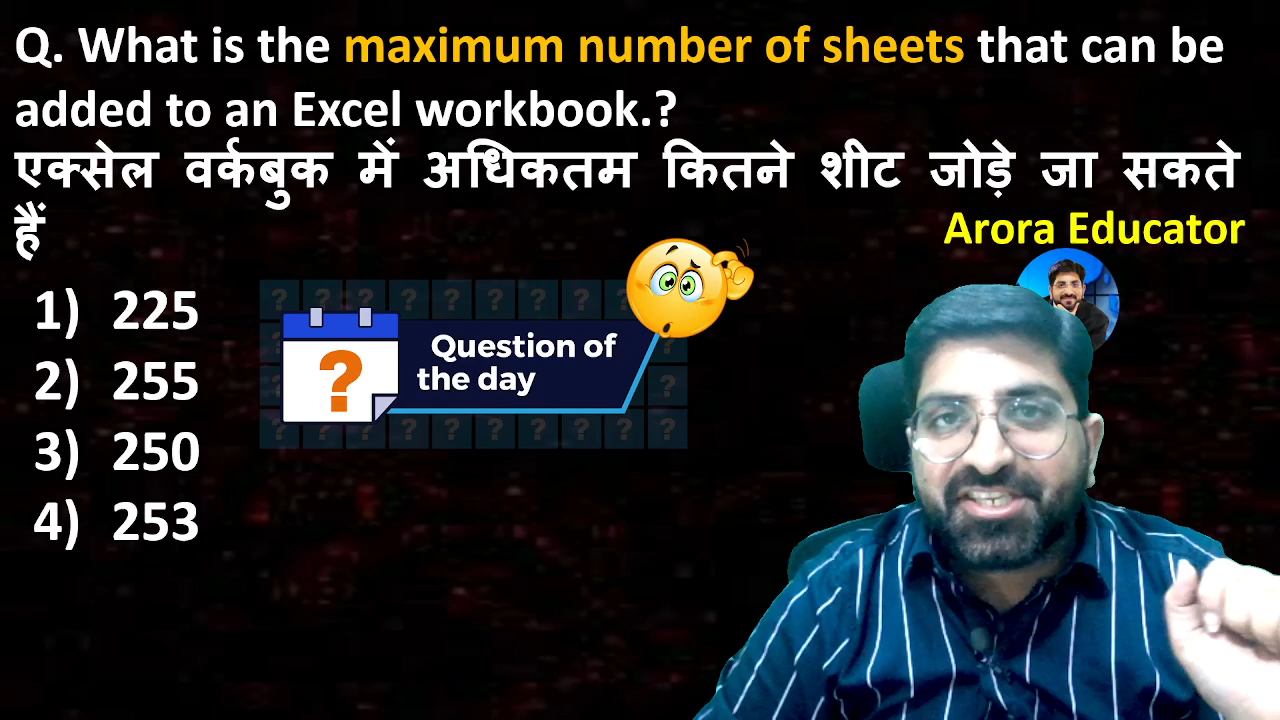 Q. What is the maximum number of sheets that can be
added to an Excel workbook.?
एक्सेल वर्कबुक में अधिकतम कितने शीट जोड़े जा सकते
हैं
Arora Educator
1) 225
2) 255
3) 250
4) 253
?
Question of
the day